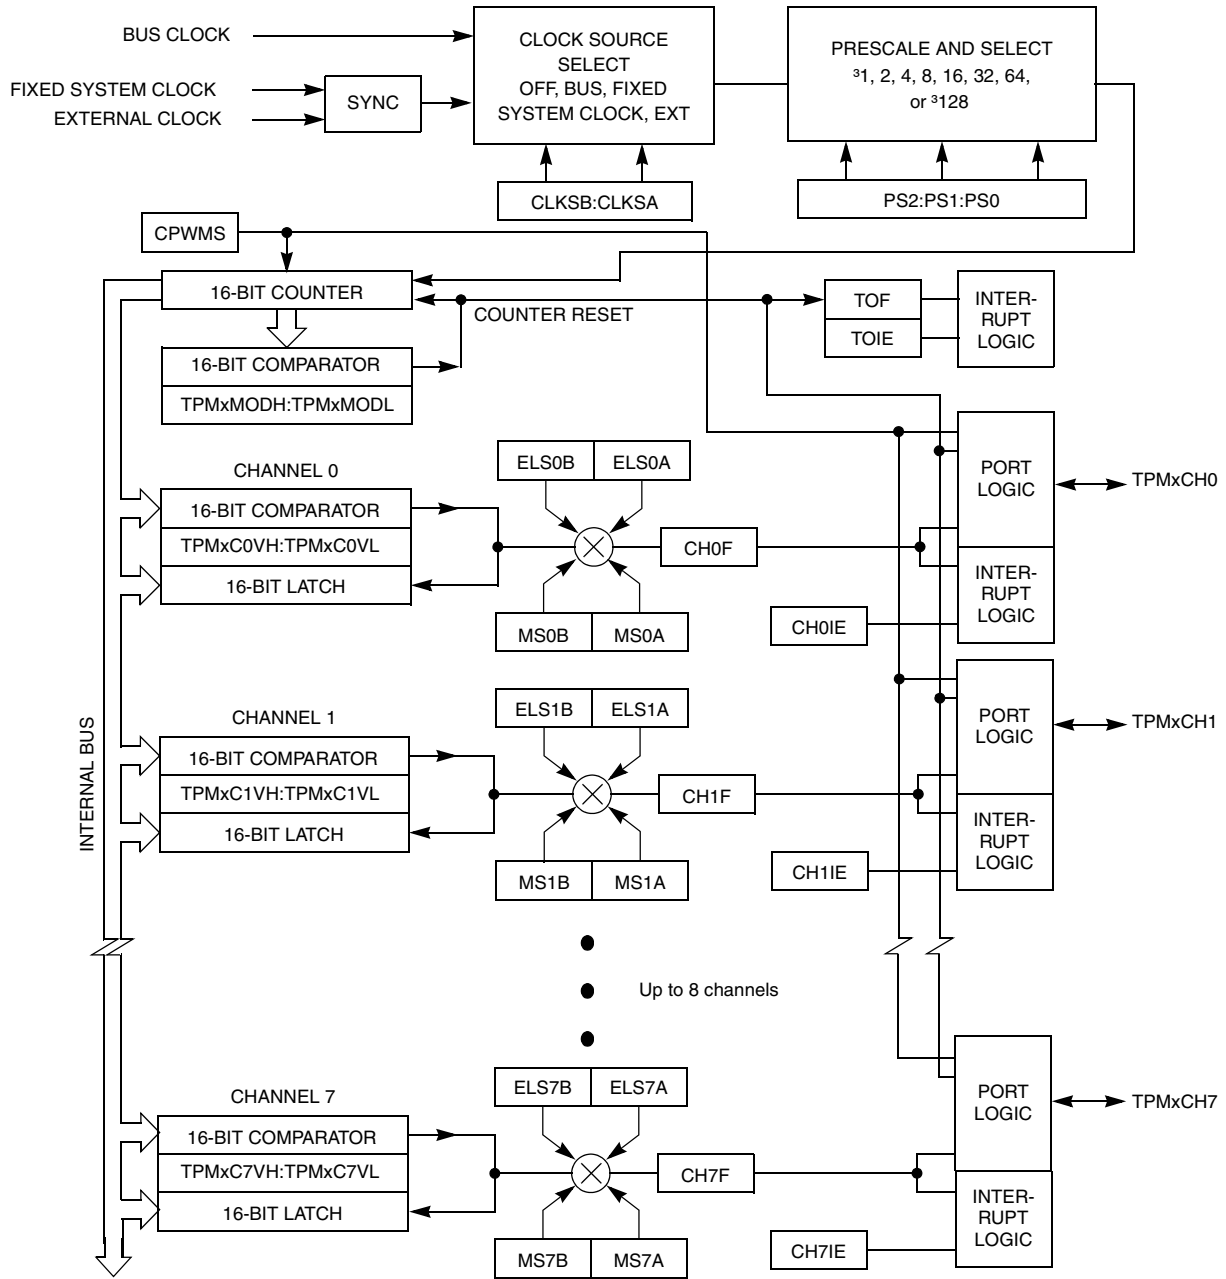 BUS CLOCK
FIXED SYSTEM CLOCK
EXTERNAL CLOCK
SYNC
CLOCK SOURCE
SELECT
OFF, BUS, FIXED
SYSTEM CLOCK, EXT
PRESCALE AND SELECT
³1, 2, 4, 8, 16, 32, 64,
or ³128
CLKSB:CLKSA
PS2:PS1:PS0
CPWMS
16-BIT COUNTER
COUNTER RESET
16-BIT COMPARATOR
TPMxMODH:TPMxMODL
TOF
TOIE
INTER-
RUPT
LOGIC
CHANNEL 0
16-BIT COMPARATOR
TPMxC0VH:TPMxC0VL
16-BIT LATCH
ELS0B
ELS0A
MS0B
MS0A
CH0F
CH0IE
PORT
LOGIC
INTER-
RUPT
LOGIC
TPMxCH0
INTERNAL BUS
CHANNEL 1
16-BIT COMPARATOR
TPMxC1VH:TPMxC1VL
16-BIT LATCH
ELS1B
ELS1A
MS1B
MS1A
CH1F
CH1IE
PORT
LOGIC
INTER-
RUPT
LOGIC
TPMxCH1
Up to 8 channels
CHANNEL 7
16-BIT COMPARATOR
TPMxC7VH:TPMxC7VL
16-BIT LATCH
ELS7B
ELS7A
MS7B
MS7A
CH7F
CH7IE
PORT
LOGIC
INTER-
RUPT
LOGIC
TPMxCH7